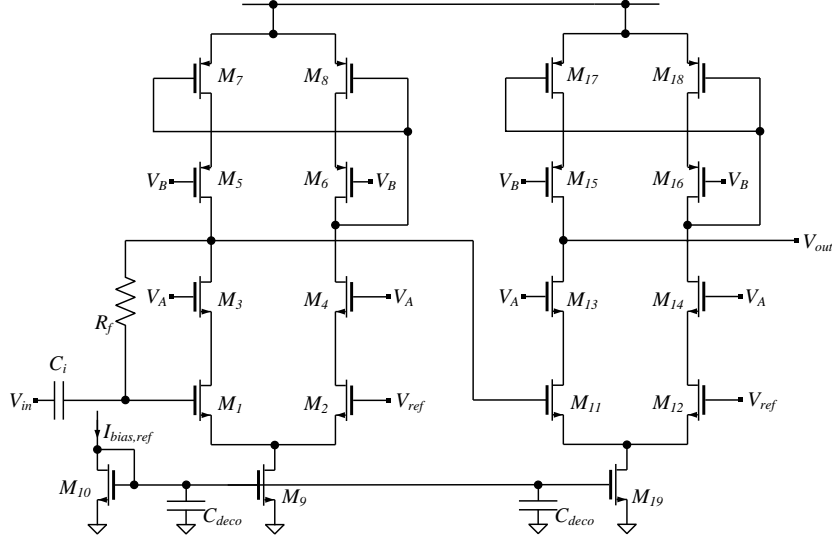 M7 M8 M17 M18
VB M5 M6 VB VB M15 M16 VB
Vout
Rf VA M3 M4 VA VA M13 M14 VA
Ci
Vin M1 M2 Vref M11 M12 Vref
Ibias,ref
M10 Cdeco M9 Cdeco M19